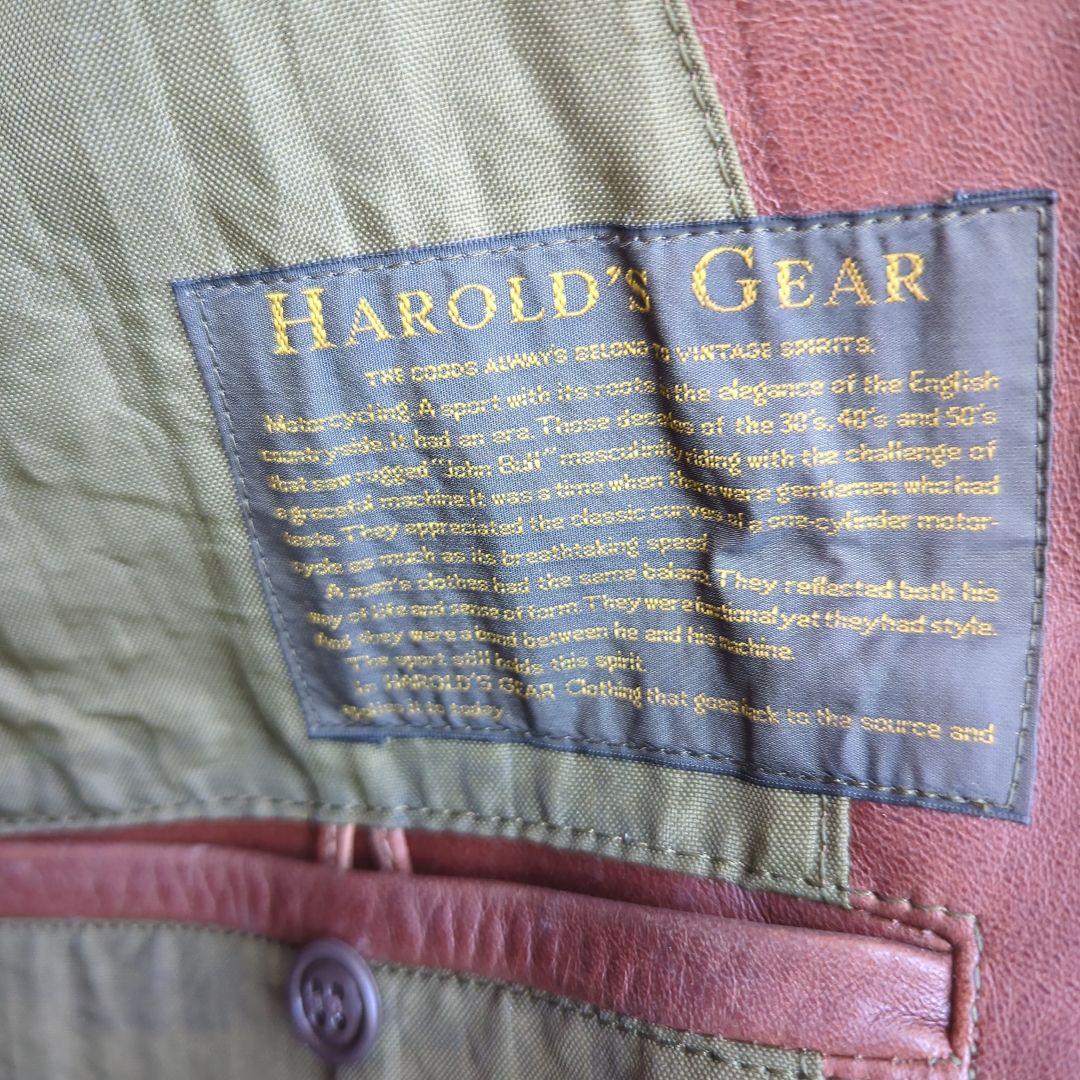 HAROLD'S GEAR
THE GOODS ALWAY'S BELONG TO VINTAGE SPIRITS.
Motorcycling. A sport with its roots in the elegance of the English
countryside. It had an era. Those decades of the 30's, 40's and 50's
that saw rugged "John Bull" masculinity riding with the challenge of
a graceful machine. It was a time when there were gentlemen who had
taste. They appreciated the classic curves of a one-cylinder motor-
cycle as much as its breathtaking speed.
A man's clothes had the same balans. They reflected both his
way of life and sense of form. They were functional yet they had style.
And they were a bond between he and his machine.
The sport still holds this spirit.
In HAROLD'S GEAR Clothing that goes back to the source and
applies it to today.